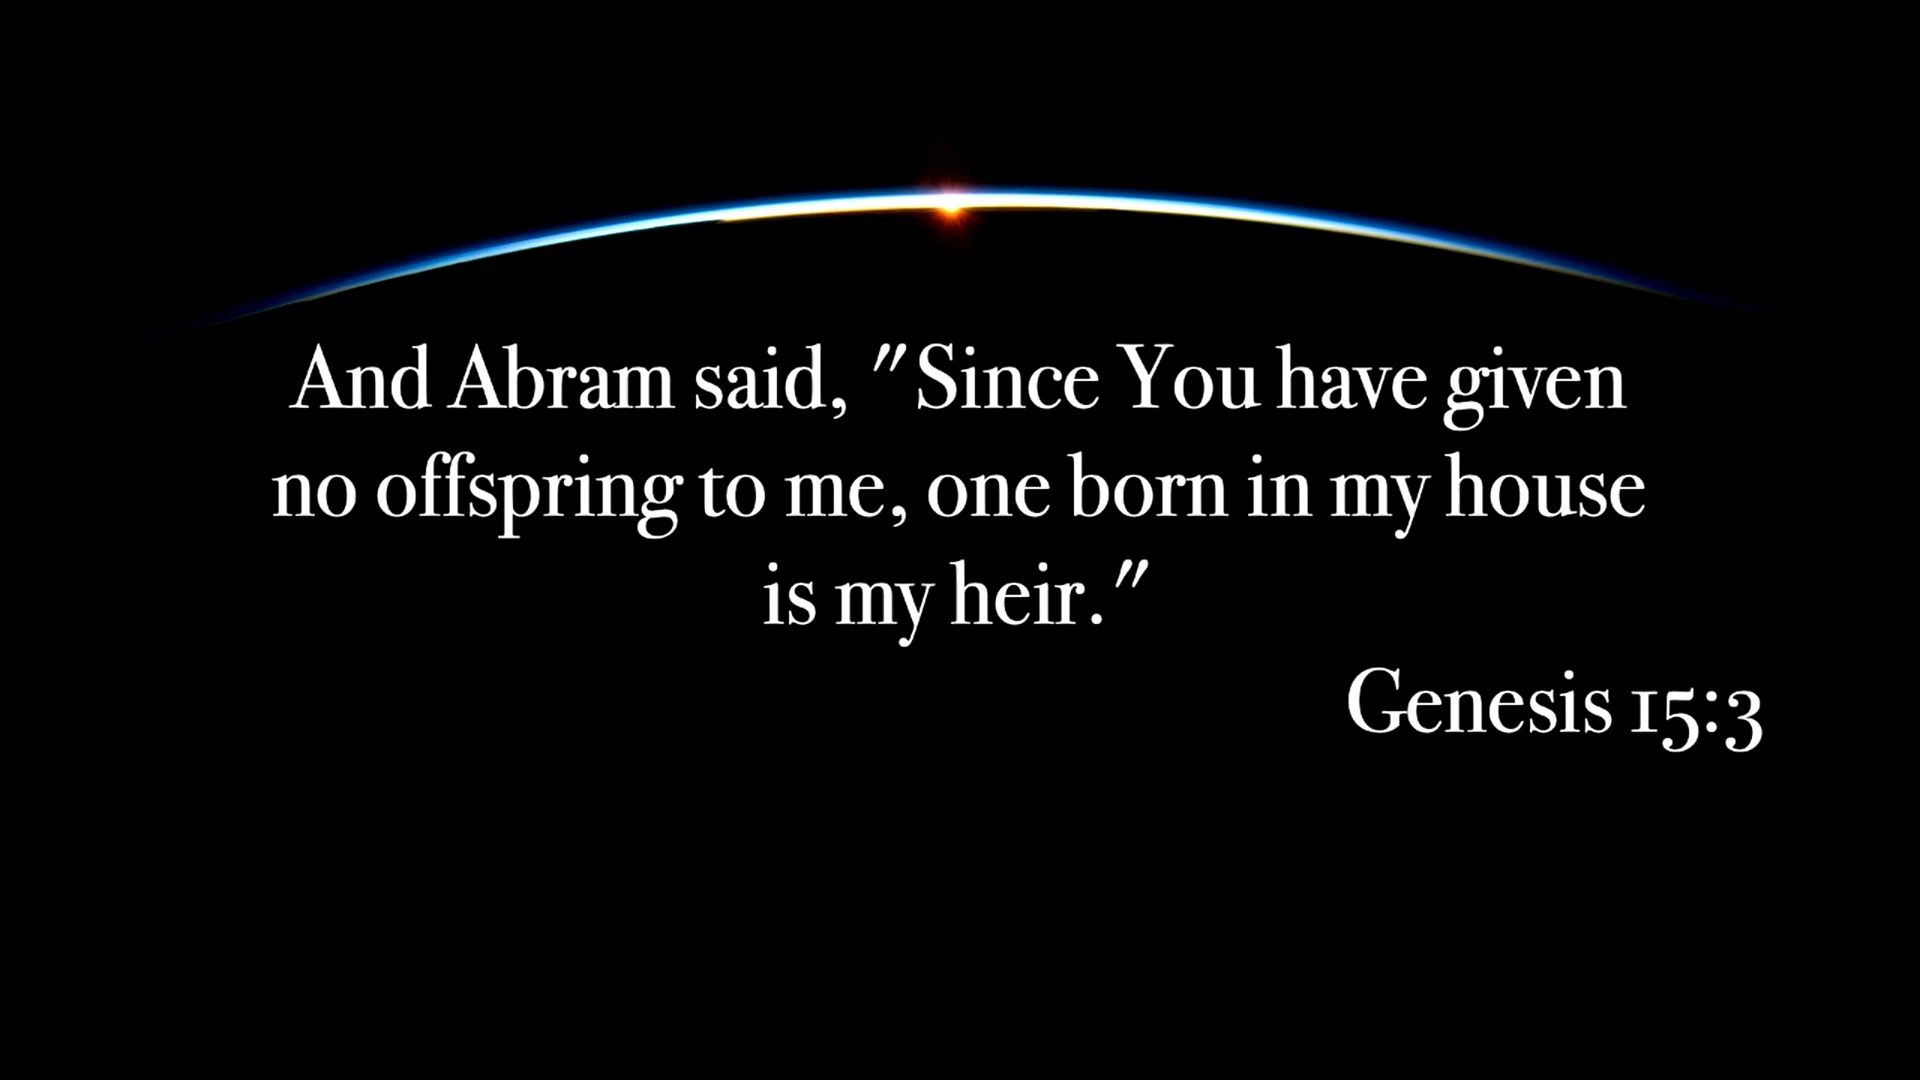 And Abram said, "Since You have given
no offspring to me, one born in my house
is my heir."
Genesis 15:3